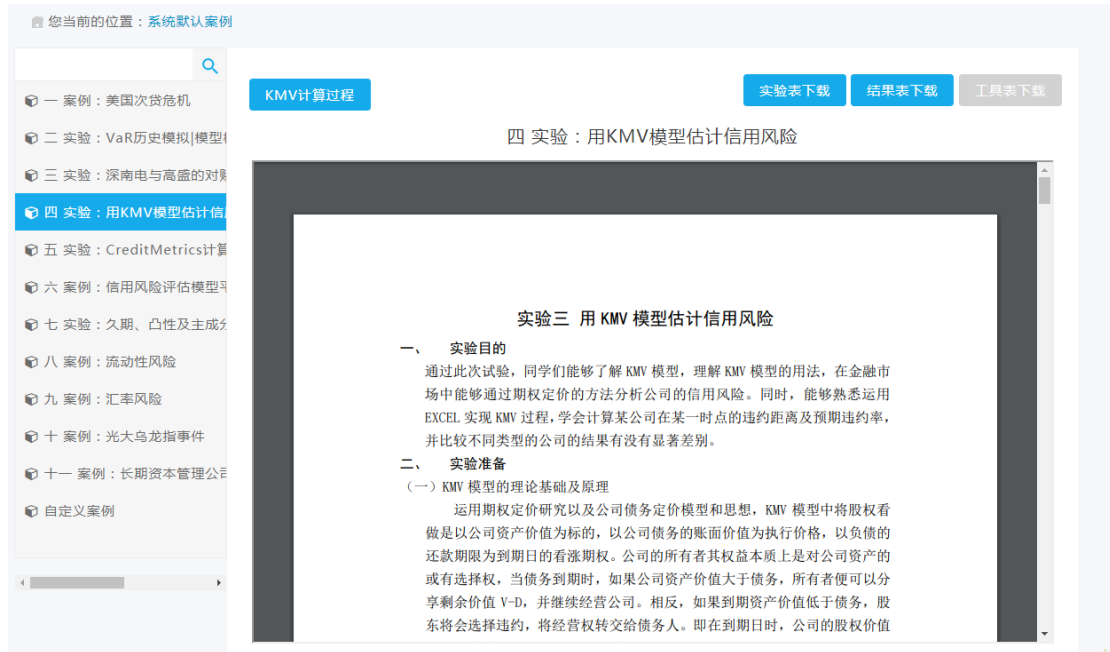 您当前的位置：系统默认案例
一 案例：美国次贷危机
二 实验：VaR历史模拟|模型
三 实验：深南电与高盛的对
四 实验：用KMV模型估计信
五 实验：CreditMetrics计
六 案例：信用风险评估模型
七 实验：久期、凸性及主成
八 案例：流动性风险
九 案例：汇率风险
十 案例：光大乌龙指事件
十一 案例：长期资本管理公
自定义案例
KMV计算过程
实验表下载
结果表下载
工具表下载
四 实验：用KMV模型估计信用风险
实验三 用 KMV 模型估计信用风险
一、 实验目的
通过此次试验，同学们能够了解 KMV 模型，理解 KMV 模型的用法，在金融市
场中能够通过期权定价的方法分析公司的信用风险。同时，能够熟悉运用
EXCEL 实现 KMV 过程，学会计算某公司在某一时点的违约距离及预期违约率，
并比较不同类型的公司的结果有没有显著差别。
二、 实验准备
（一）KMV 模型的理论基础及原理
运用期权定价研究以及公司债务定价模型和思想，KMV 模型中将股权看
做是以公司资产价值为标的，以公司债务的账面价值为执行价格，以负债的
还款期限为到期日的看涨期权。公司的所有者其权益本质上是对公司资产的
或有选择权，当债务到期时，如果公司资产价值大于债务，所有者便可以分
享剩余价值 V-D，并继续经营公司。相反，如果到期资产价值低于债务，股
东将会选择违约，将经营权转交给债务人。即在到期日时，公司的股权价值